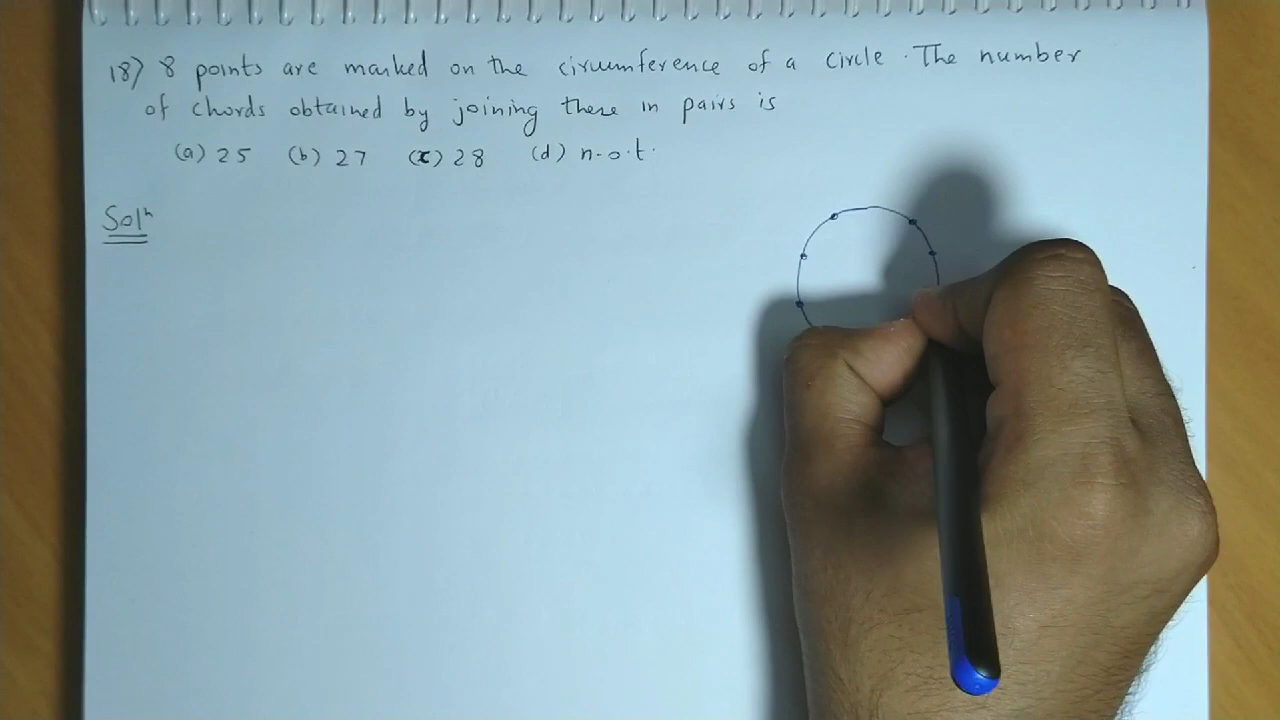 18) 8 points are marked on the circumference of a circle. The number
of chords obtained by joining these in pairs is
(a) 25 (b) 27 (c) 28 (d) n.o.t.
Solⁿ